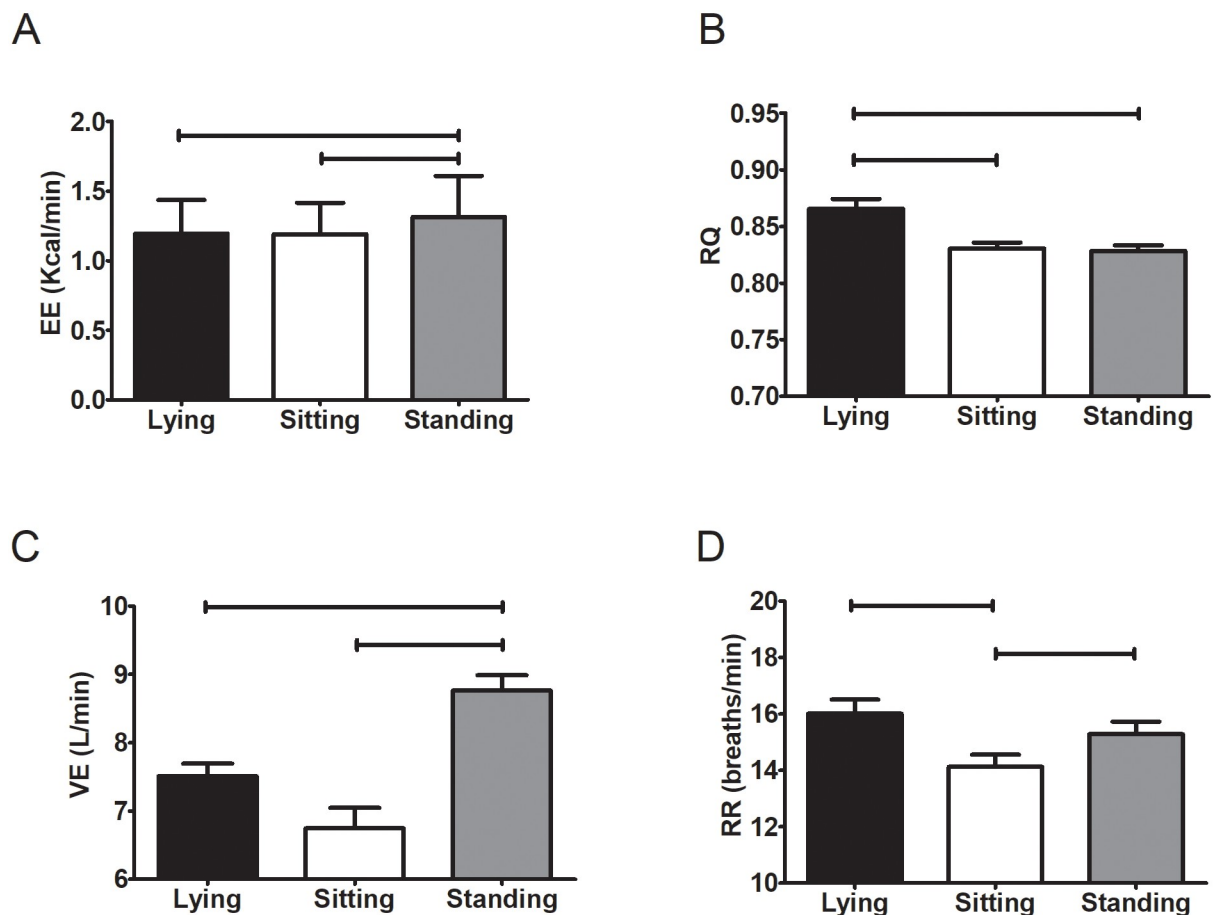 A
EE (Kcal/min)
2.0
1.5
1.0
0.5
0.0
Lying Sitting Standing
B
RQ
0.95
0.90
0.85
0.80
0.75
0.70
Lying Sitting Standing
C
VE (L/min)
10
9
8
7
6
Lying Sitting Standing
D
RR (breaths/min)
20
18
16
14
12
10
Lying Sitting Standing